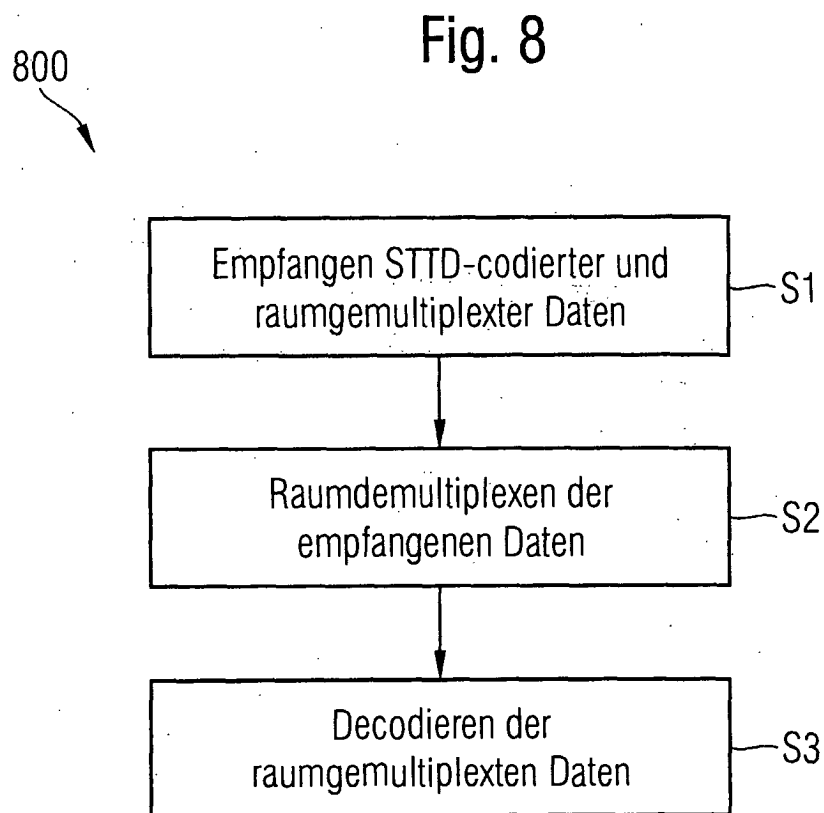 Fig. 8
800
Empfangen STTD-codierter und
raumgemultiplexter Daten
S1
Raumdemultiplexen der
empfangenen Daten
S2
Decodieren der
raumgemultiplexten Daten
S3